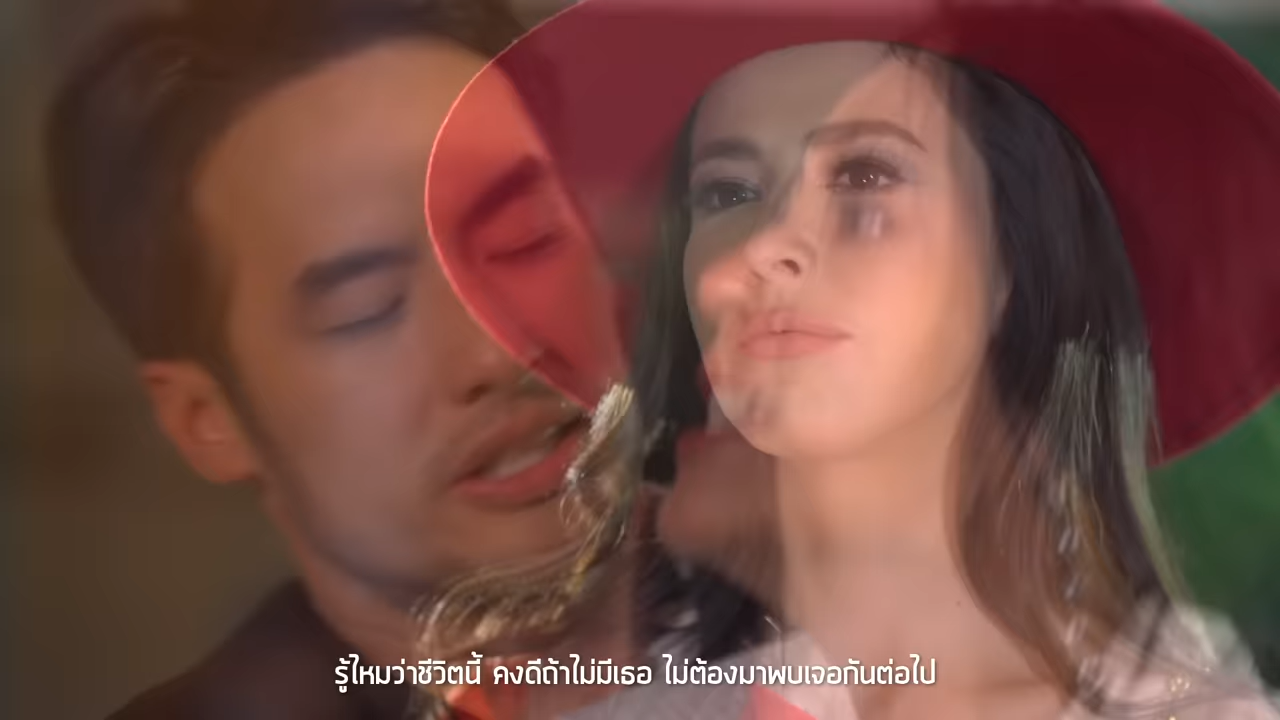 รู้ไหมว่าชีวิตนี้ คงดีถ้าไม่มีเธอ ไม่ต้องมาพบเจอกันต่อไป